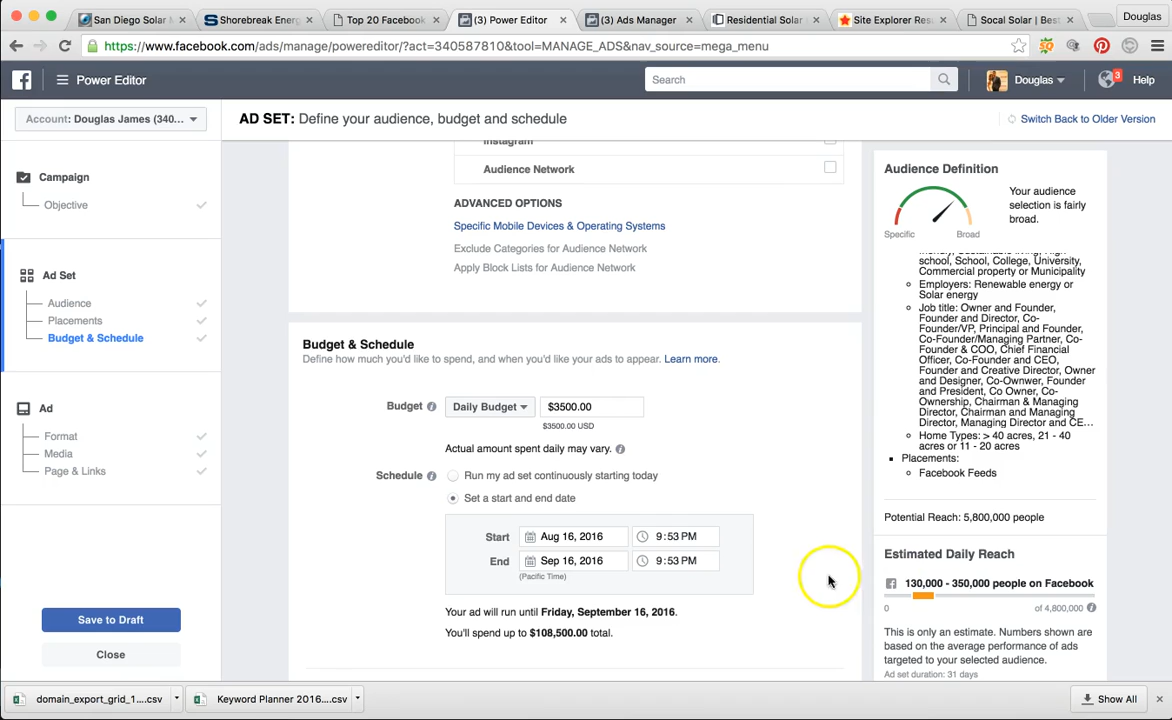 San Diego Solar
Shorebreak Ener
Top 20 Facebook
(3) Power Editor
(3) Ads Manager
Residential Solar
Site Explorer Res
Socal Solar | Bes
Douglas
https://www.facebook.com/ads/manage/powereditor/?act=340587810&tool=MANAGE_ADS&nav_source=mega_menu
Power Editor
Search
Douglas
3
Help
Account: Douglas James (340...
AD SET: Define your audience, budget and schedule
Switch Back to Older Version
Campaign
Objective
Ad Set
Audience
Placements
Budget & Schedule
Ad
Format
Media
Page & Links
Save to Draft
Close
Instagram
Audience Network
ADVANCED OPTIONS
Specific Mobile Devices & Operating Systems
Exclude Categories for Audience Network
Apply Block Lists for Audience Network
Budget & Schedule
Define how much you'd like to spend, and when you'd like your ads to appear. Learn more.
Budget
Daily Budget
$3500.00
$3500.00 USD
Actual amount spent daily may vary.
Schedule
Run my ad set continuously starting today
Set a start and end date
Start Aug 16, 2016 9:53 PM
End Sep 16, 2016 9:53 PM
(Pacific Time)
Your ad will run until Friday, September 16, 2016.
You'll spend up to $108,500.00 total.
Audience Definition
Your audience
selection is fairly
broad.
Specific
Broad
school, School, College, University,
Commercial property or Municipality
Employers: Renewable energy or
Solar energy
Job title: Owner and Founder,
Founder and Director, Co-
Founder/VP, Principal and Founder,
Co-Founder/Managing Partner, Co-
Founder & COO, Chief Financial
Officer, Co-Founder and CEO,
Founder and Creative Director, Owner
and Designer, Co-Ownwer, Founder
and President, Co Owner, Co-
Ownership, Chairman & Managing
Director, Chairman and Managing
Director, Managing Director and CE...
Home Types: > 40 acres, 21 - 40
acres or 11 - 20 acres
Placements:
Facebook Feeds
Potential Reach: 5,800,000 people
Estimated Daily Reach
130,000 - 350,000 people on Facebook
0
of 4,800,000
This is only an estimate. Numbers shown are
based on the average performance of ads
targeted to your selected audience.
Ad set duration: 31 days
domain_export_grid_1....csv
Keyword Planner 2016....csv
Show All